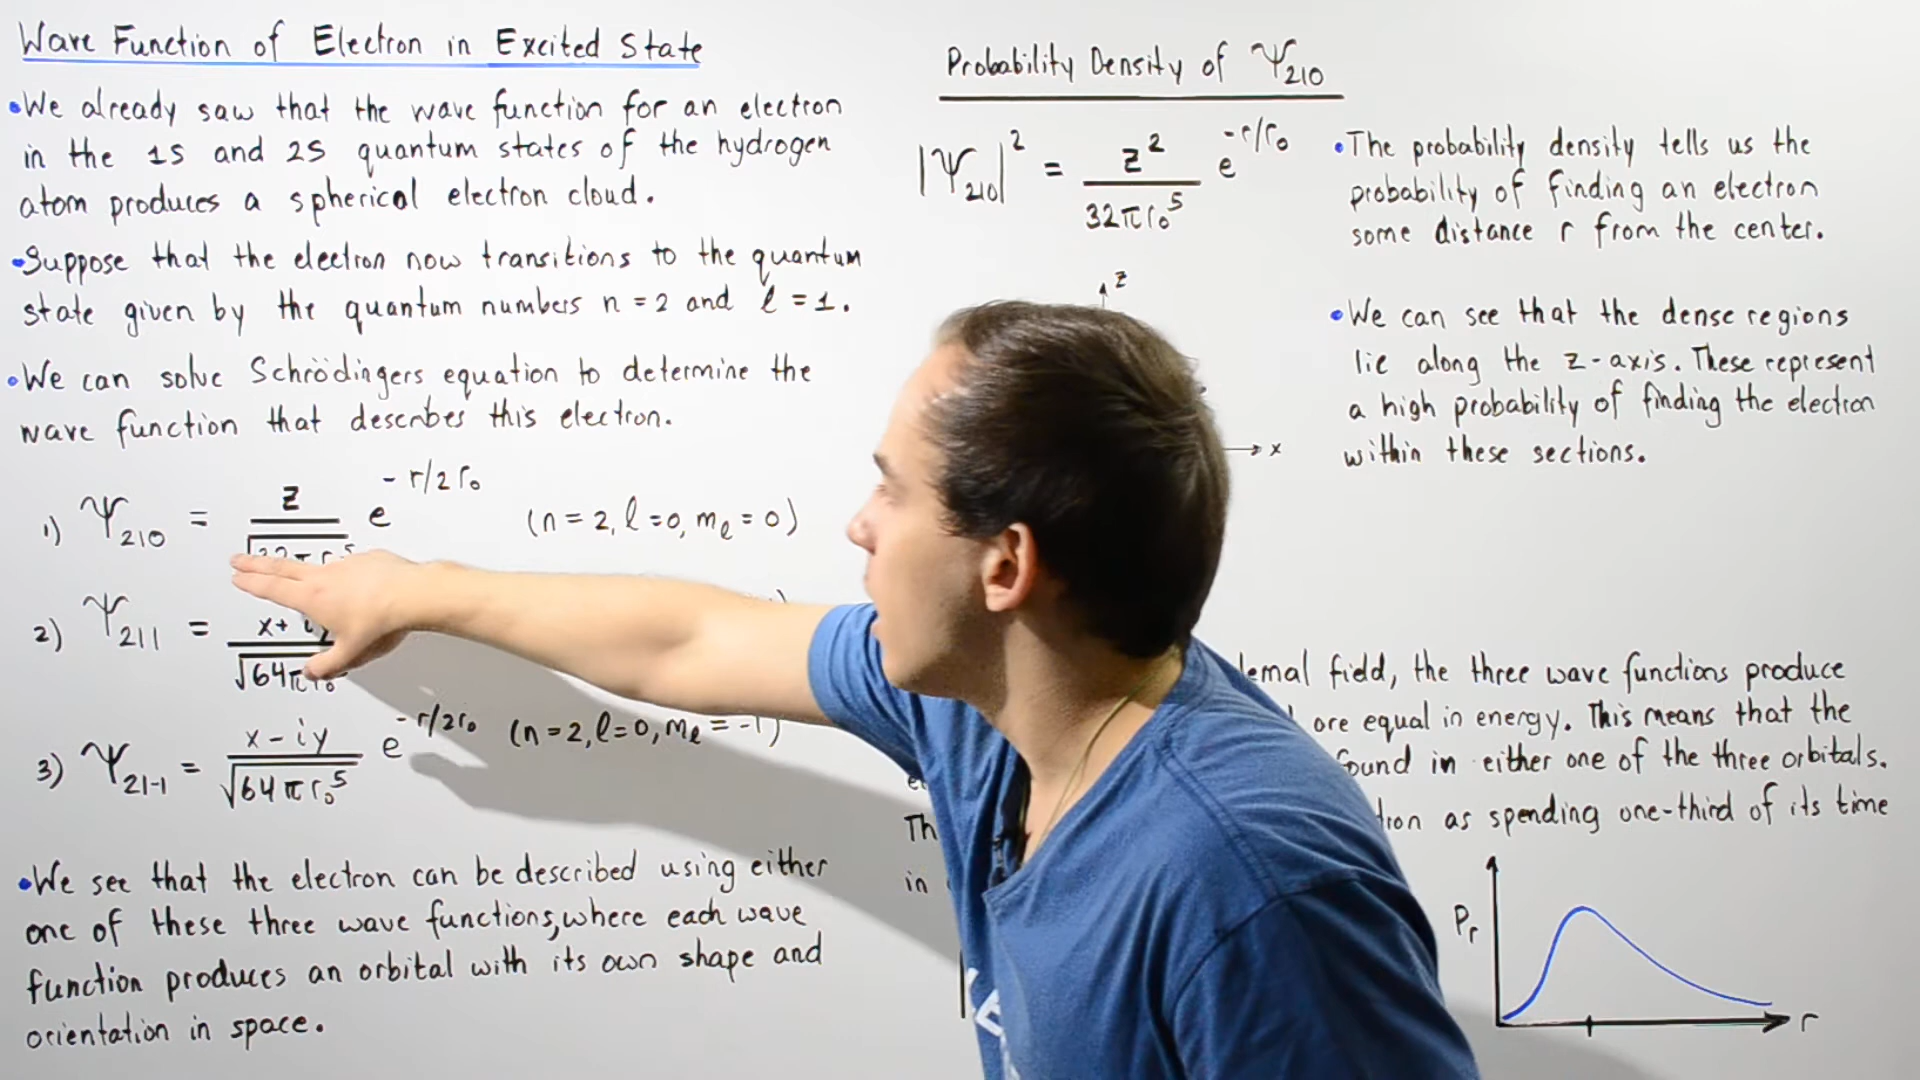 Wave Function of Electron in Excited State
•We already saw that the wave function for an electron
in the 1S and 2S quantum states of the hydrogen
atom produces a spherical electron cloud.
•Suppose that the electron now transitions to the quantum
state given by the quantum numbers n = 2 and ℓ = 1.
•We can solve Schrödingers equation to determine the
wave function that describes this electron.
1) Ψ₂₁₀ = z/√32πr₀⁵ e^(-r/2r₀) (n = 2, ℓ = 0, mℓ = 0)
2) Ψ₂₁₁ = x + iy/√64πr₀
3) Ψ₂₁₋₁ = x - iy/√64πr₀⁵ e^(-r/2r₀) (n = 2, ℓ = 0, mℓ = -1)
•We see that the electron can be described using either
one of these three wave functions, where each wave
function produces an orbital with its own shape and
orientation in space.
Probability Density of Ψ₂₁₀
|Ψ₂₁₀|² = z²/32πr₀⁵ e^(-r/r₀)
z
x
•The probability density tells us the
probability of finding an electron
some distance r from the center.
•We can see that the dense regions
lie along the z-axis. These represent
a high probability of finding the electron
within these sections.
field, the three wave functions produce
are equal in energy. This means that the
found in either one of the three orbitals.
as spending one-third of its time
in
Pr
r